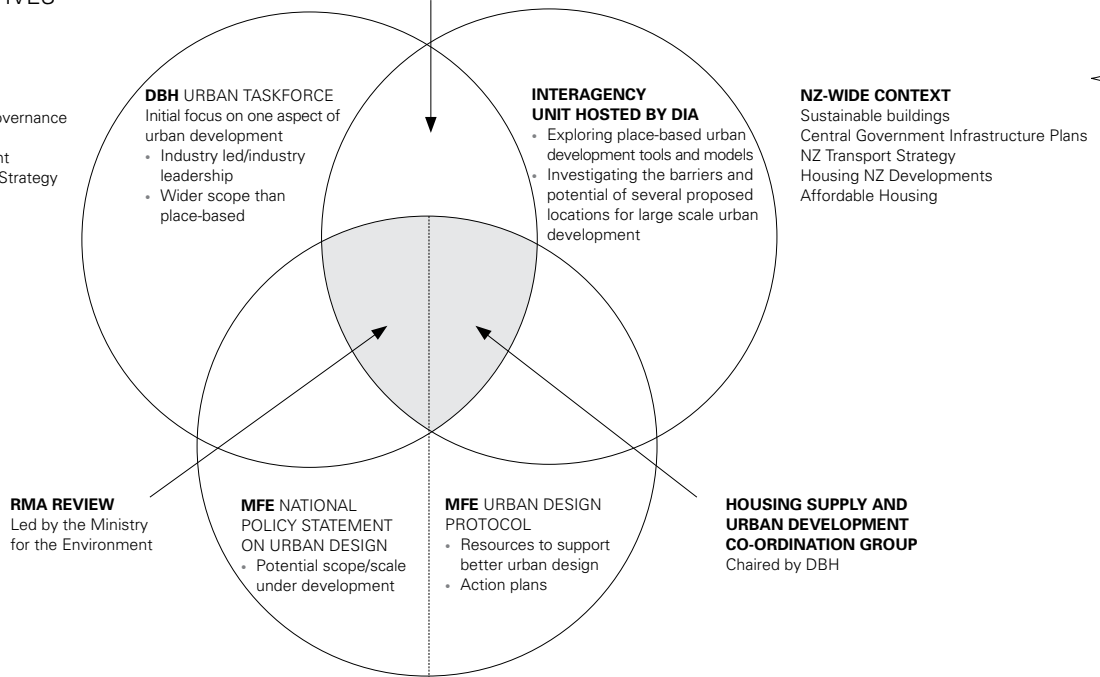 DBH URBAN TASKFORCE
Initial focus on one aspect of
urban development
• Industry led/industry
leadership
• Wider scope than
place-based
INTERAGENCY
UNIT HOSTED BY DIA
• Exploring place-based urban
development tools and models
• Investigating the barriers and
potential of several proposed
locations for large scale urban
development
NZ-WIDE CONTEXT
Sustainable buildings
Central Government Infrastructure Plans
NZ Transport Strategy
Housing NZ Developments
Affordable Housing
Strategy
RMA REVIEW
Led by the Ministry
for the Environment
MFE NATIONAL
POLICY STATEMENT
ON URBAN DESIGN
• Potential scope/scale
under development
MFE URBAN DESIGN
PROTOCOL
• Resources to support
better urban design
• Action plans
HOUSING SUPPLY AND
URBAN DEVELOPMENT
CO-ORDINATION GROUP
Chaired by DBH